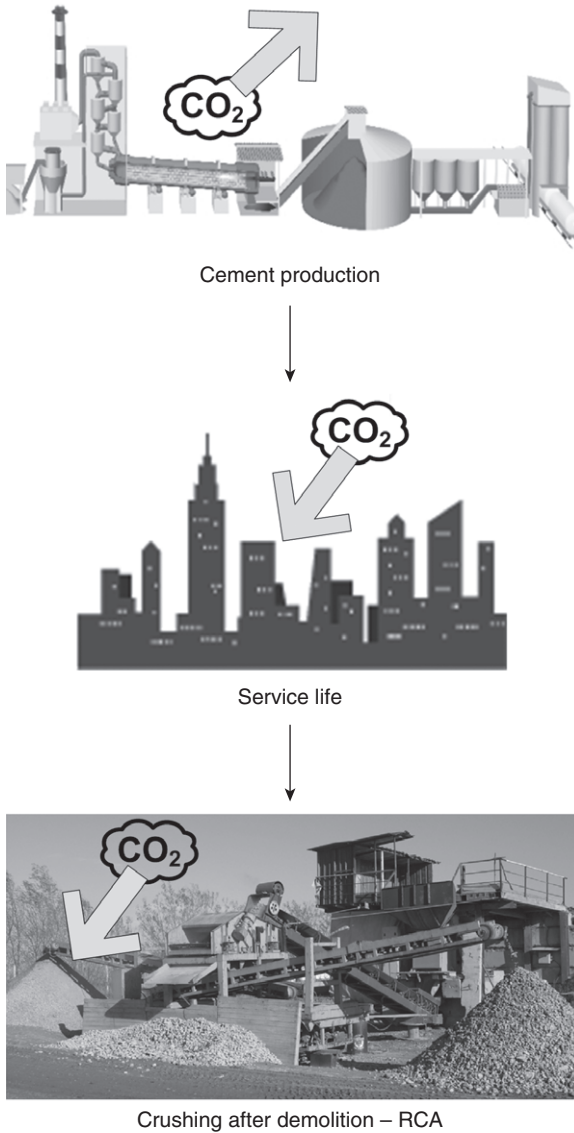 CO₂
Cement production
CO₂
Service life
CO₂
Crushing after demolition – RCA